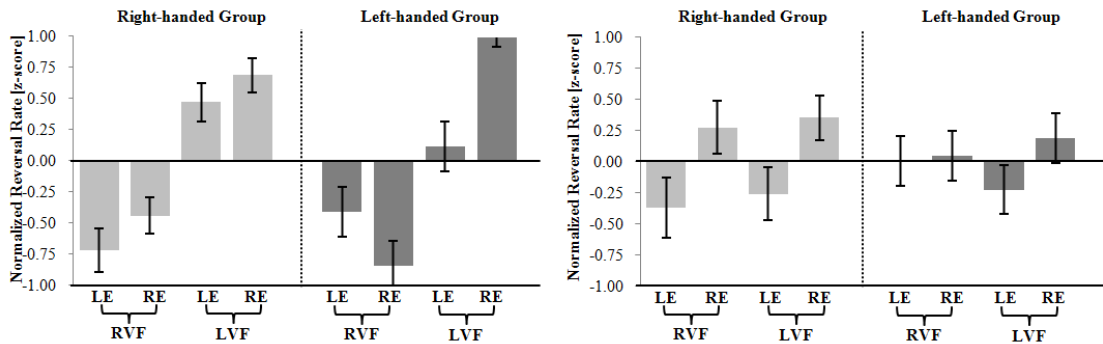 Right-handed Group Left-handed Group
Normalized Reversal Rate [z-score]
1.00
0.75
0.50
0.25
0.00
-0.25
-0.50
-0.75
-1.00
LE RE LE RE LE RE LE RE
RVF LVF RVF LVF
Right-handed Group Left-handed Group
Normalized Reversal Rate [z-score]
1.00
0.75
0.50
0.25
0.00
-0.25
-0.50
-0.75
-1.00
LE RE LE RE LE RE LE RE
RVF LVF RVF LVF